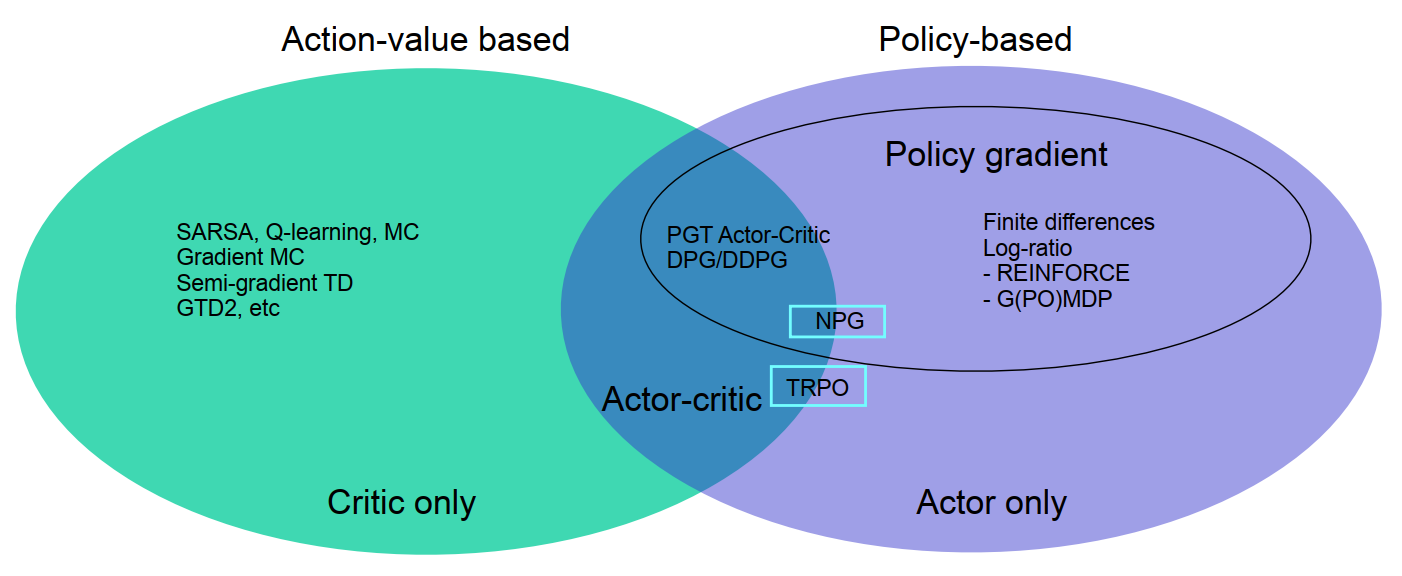 Action-value based
Policy-based
Policy gradient
SARSA, Q-learning, MC
Gradient MC
Semi-gradient TD
GTD2, etc
PGT Actor-Critic
DPG/DDPG
Finite differences
Log-ratio
- REINFORCE
- G(PO)MDP
NPG
TRPO
Actor-critic
Critic only
Actor only